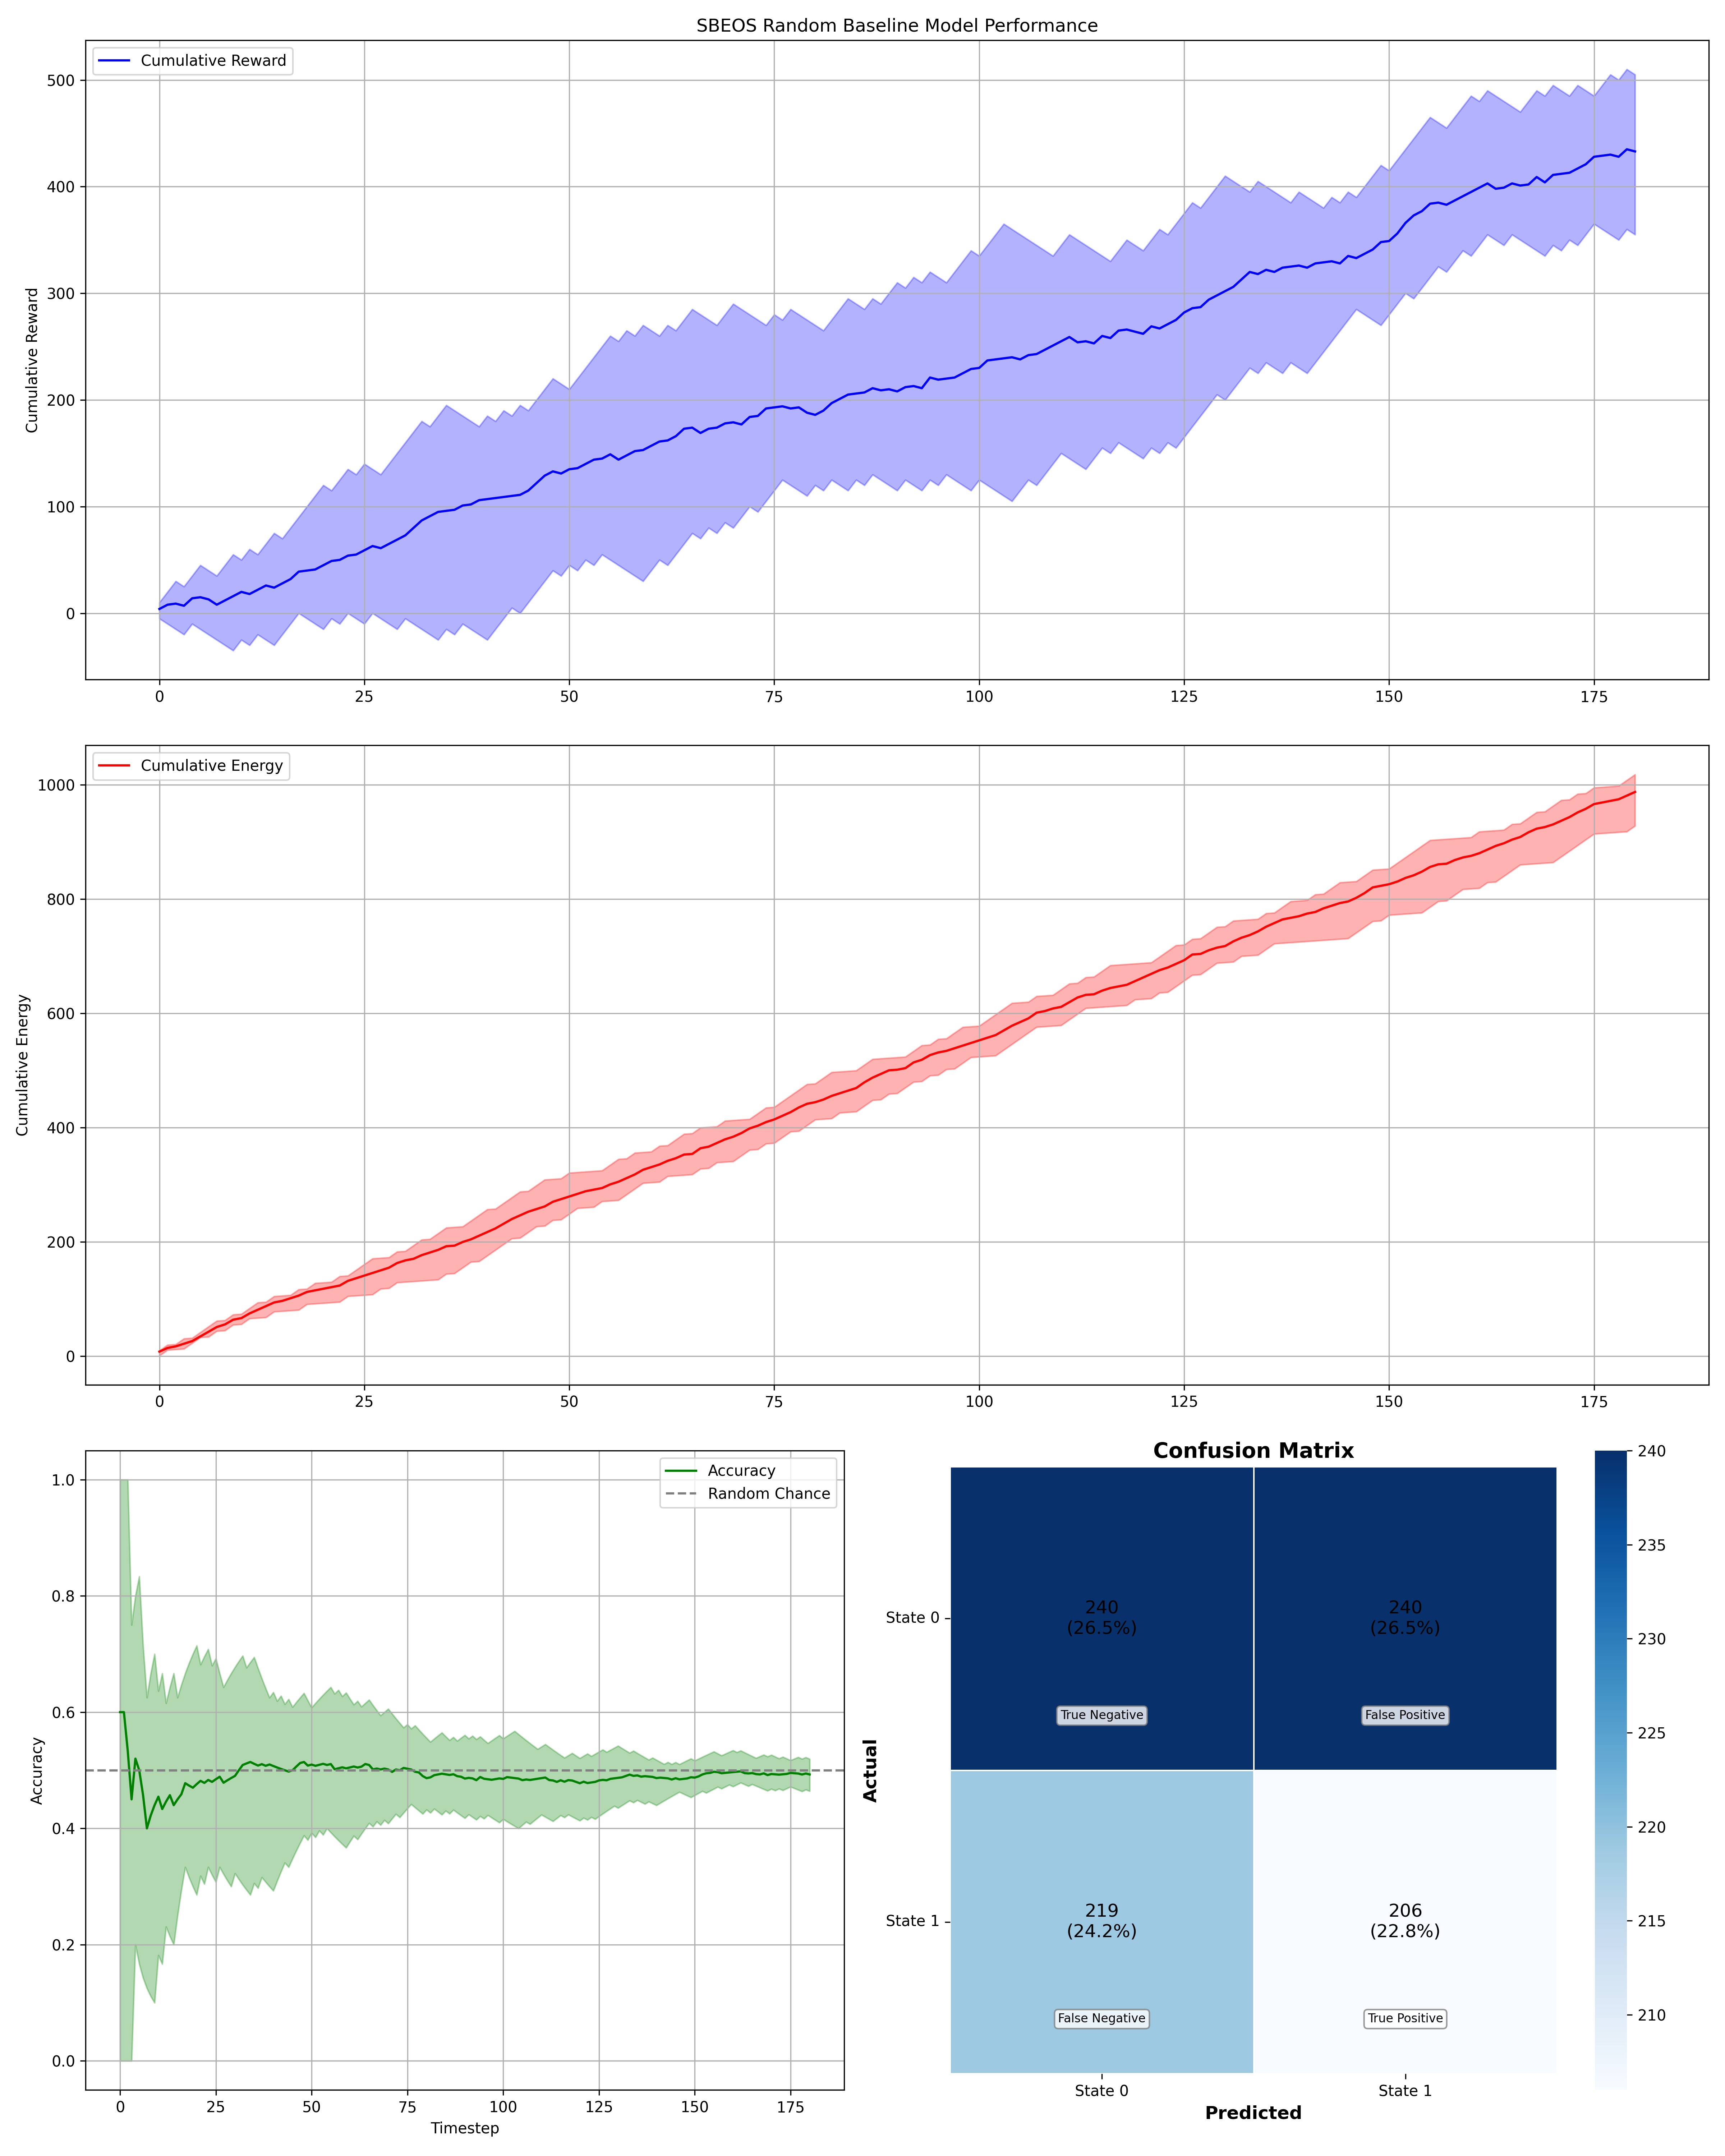 SBEOS Random Baseline Model Performance
Cumulative Reward
500
400
300
200
100
0
Cumulative Reward
0 25 50 75 100 125 150 175
Cumulative Energy
1000
800
600
400
200
0
Cumulative Energy
0 25 50 75 100 125 150 175
Accuracy
Random Chance
1.0
0.8
0.6
0.4
0.2
0.0
Accuracy
0 25 50 75 100 125 150 175
Timestep
Confusion Matrix
Actual
State 0
State 1
240
(26.5%)
True Negative
240
(26.5%)
False Positive
219
(24.2%)
False Negative
206
(22.8%)
True Positive
State 0 State 1
Predicted
240
235
230
225
220
215
210